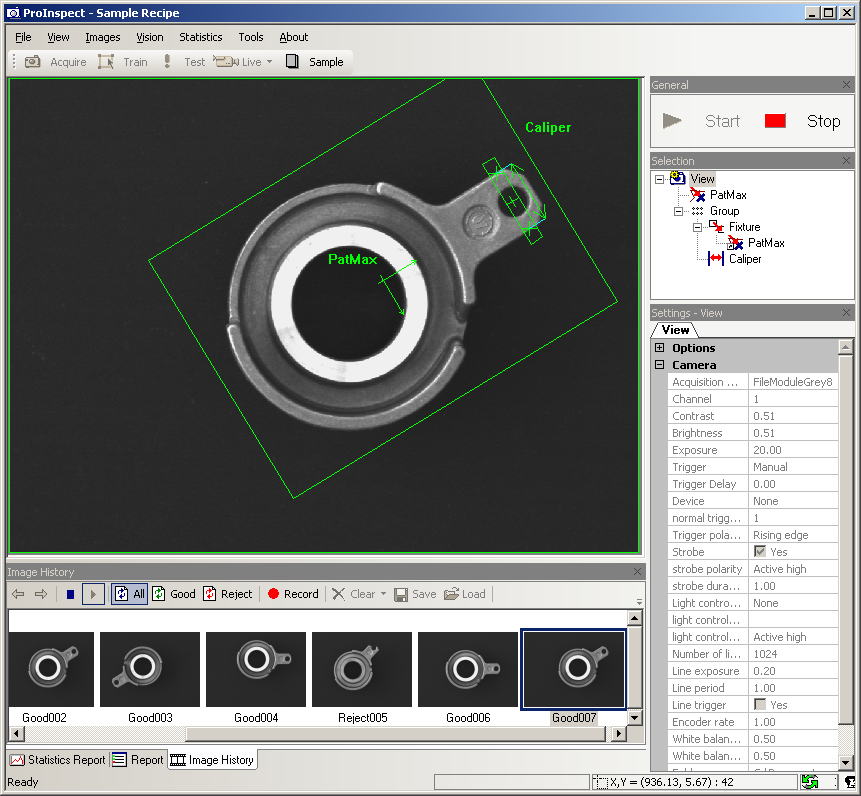 ProInspect - Sample Recipe
File View Images Vision Statistics Tools About
Acquire Train Test Live Sample
Caliper
PatMax
General
Start Stop
Selection
View
PatMax
Group
Fixture
PatMax
Caliper
Settings - View
View
Options
Camera
Acquisition ... FileModuleGrey8
Channel 1
Contrast 0.51
Brightness 0.51
Exposure 20.00
Trigger Manual
Trigger Delay 0.00
Device None
normal trigg... 1
Trigger pola... Rising edge
Strobe Yes
strobe polarity Active high
strobe dura... 1.00
Light contro... None
light control...
light control... Active high
Number of li... 1024
Line exposure 0.20
Line period 1.00
Line trigger Yes
Encoder rate 1.00
White balan... 0.50
White balan... 0.50
Image History
All Good Reject Record Clear Save Load
Good002 Good003 Good004 Reject005 Good006 Good007
Statistics Report Report Image History
Ready
X,Y = (936.13, 5.67) : 42